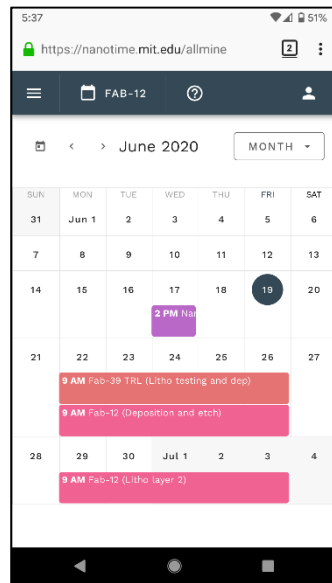 5:37 51%
https://nanotime.mit.edu/allmine 2
FAB-12
June 2020 MONTH
SUN MON TUE WED THU FRI SAT
31 Jun 1 2 3 4 5 6
7 8 9 10 11 12 13
14 15 16 17 18 19 20
2 PM Nan
21 22 23 24 25 26 27
9 AM Fab-39 TRL (Litho testing and dep)
9 AM Fab-12 (Deposition and etch)
28 29 30 Jul 1 2 3 4
9 AM Fab-12 (Litho layer 2)